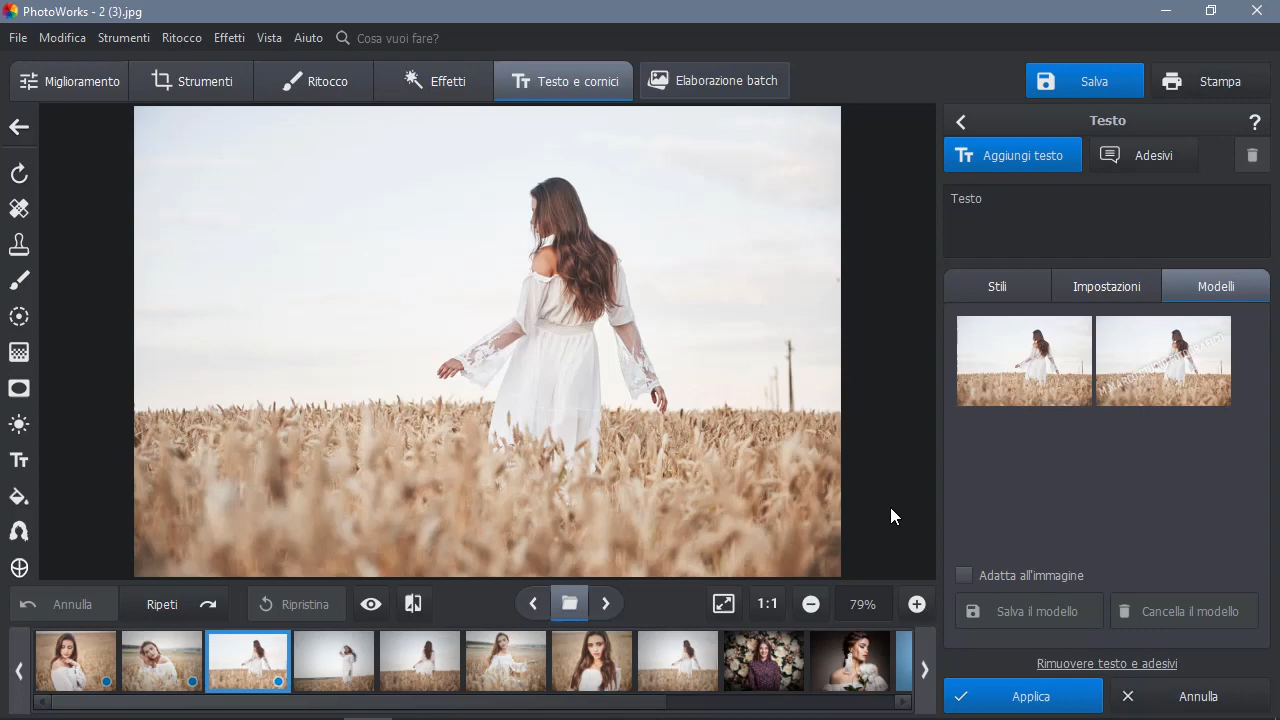 PhotoWorks - 2 (3).jpg
File Modifica Strumenti Ritocco Effetti Vista Aiuto Cosa vuoi fare?
Miglioramento Strumenti Ritocco Effetti Testo e cornici Elaborazione batch Salva Stampa
Testo ?
Aggiungi testo Adesivi
Testo
Stili Impostazioni Modelli
Adatta all'immagine
Salva il modello Cancella il modello
Annulla Ripeti Ripristina 1:1 79%
Rimuovere testo e adesivi
Applica Annulla